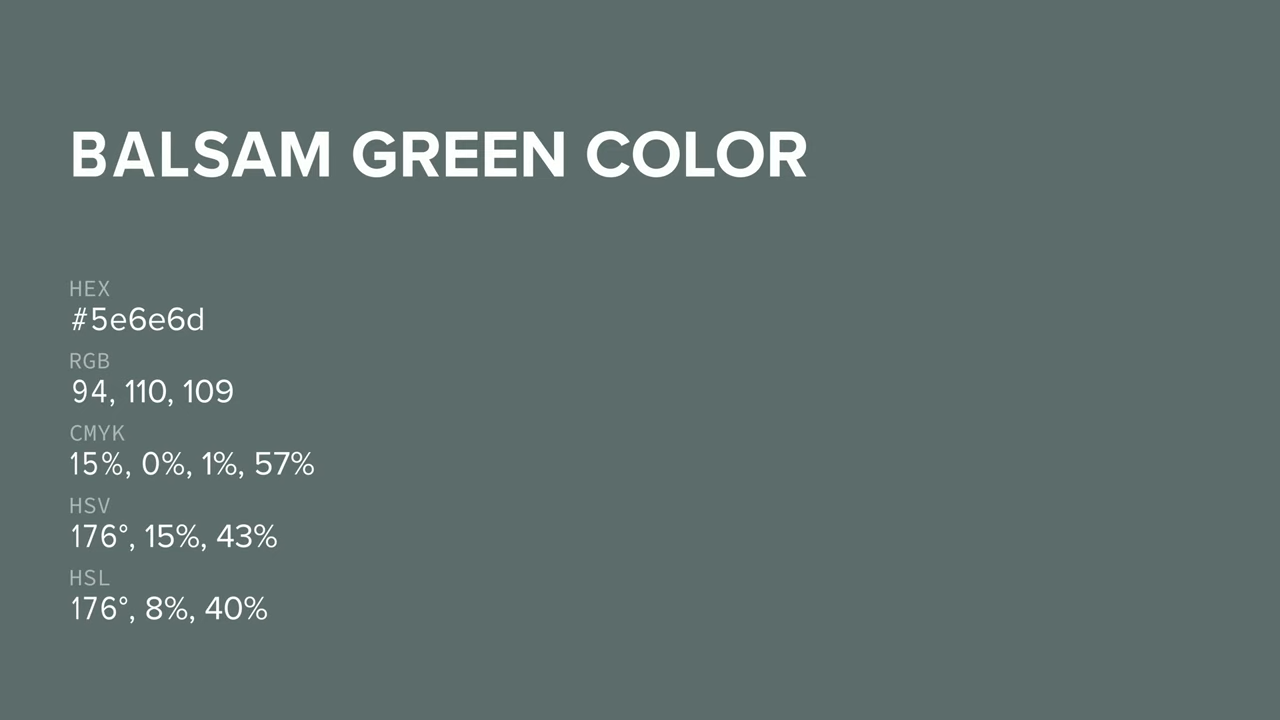 BALSAM GREEN COLOR
HEX
#5e6e6d
RGB
94, 110, 109
CMYK
15%, 0%, 1%, 57%
HSV
176°, 15%, 43%
HSL
176°, 8%, 40%